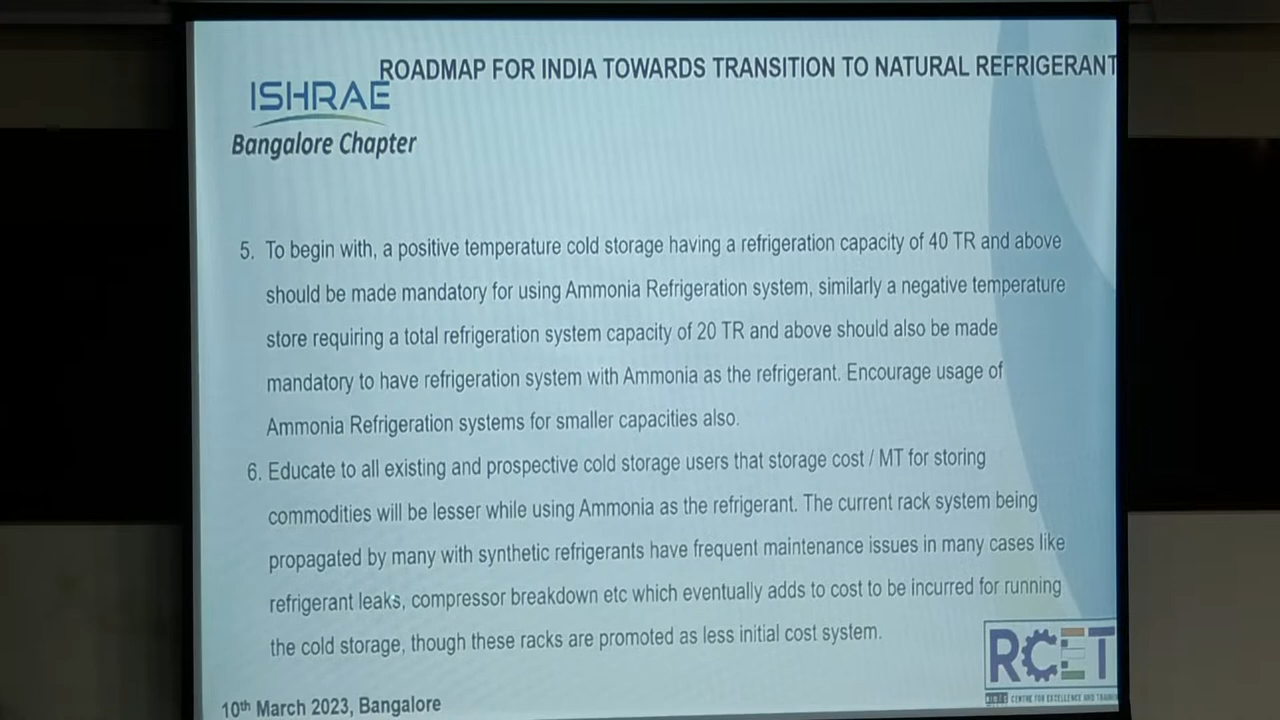 ROADMAP FOR INDIA TOWARDS TRANSITION TO NATURAL REFRIGERANT
ISHRAE
Bangalore Chapter
5. To begin with, a positive temperature cold storage having a refrigeration capacity of 40 TR and above
should be made mandatory for using Ammonia Refrigeration system, similarly a negative temperature
store requiring a total refrigeration system capacity of 20 TR and above should also be made
mandatory to have refrigeration system with Ammonia as the refrigerant. Encourage usage of
Ammonia Refrigeration systems for smaller capacities also.
6. Educate to all existing and prospective cold storage users that storage cost / MT for storing
commodities will be lesser while using Ammonia as the refrigerant. The current rack system being
propagated by many with synthetic refrigerants have frequent maintenance issues in many cases like
refrigerant leaks, compressor breakdown etc which eventually adds to cost to be incurred for running
the cold storage, though these racks are promoted as less initial cost system.
RCET
CENTRE FOR EXCELLENCE AND
10th March 2023, Bangalore